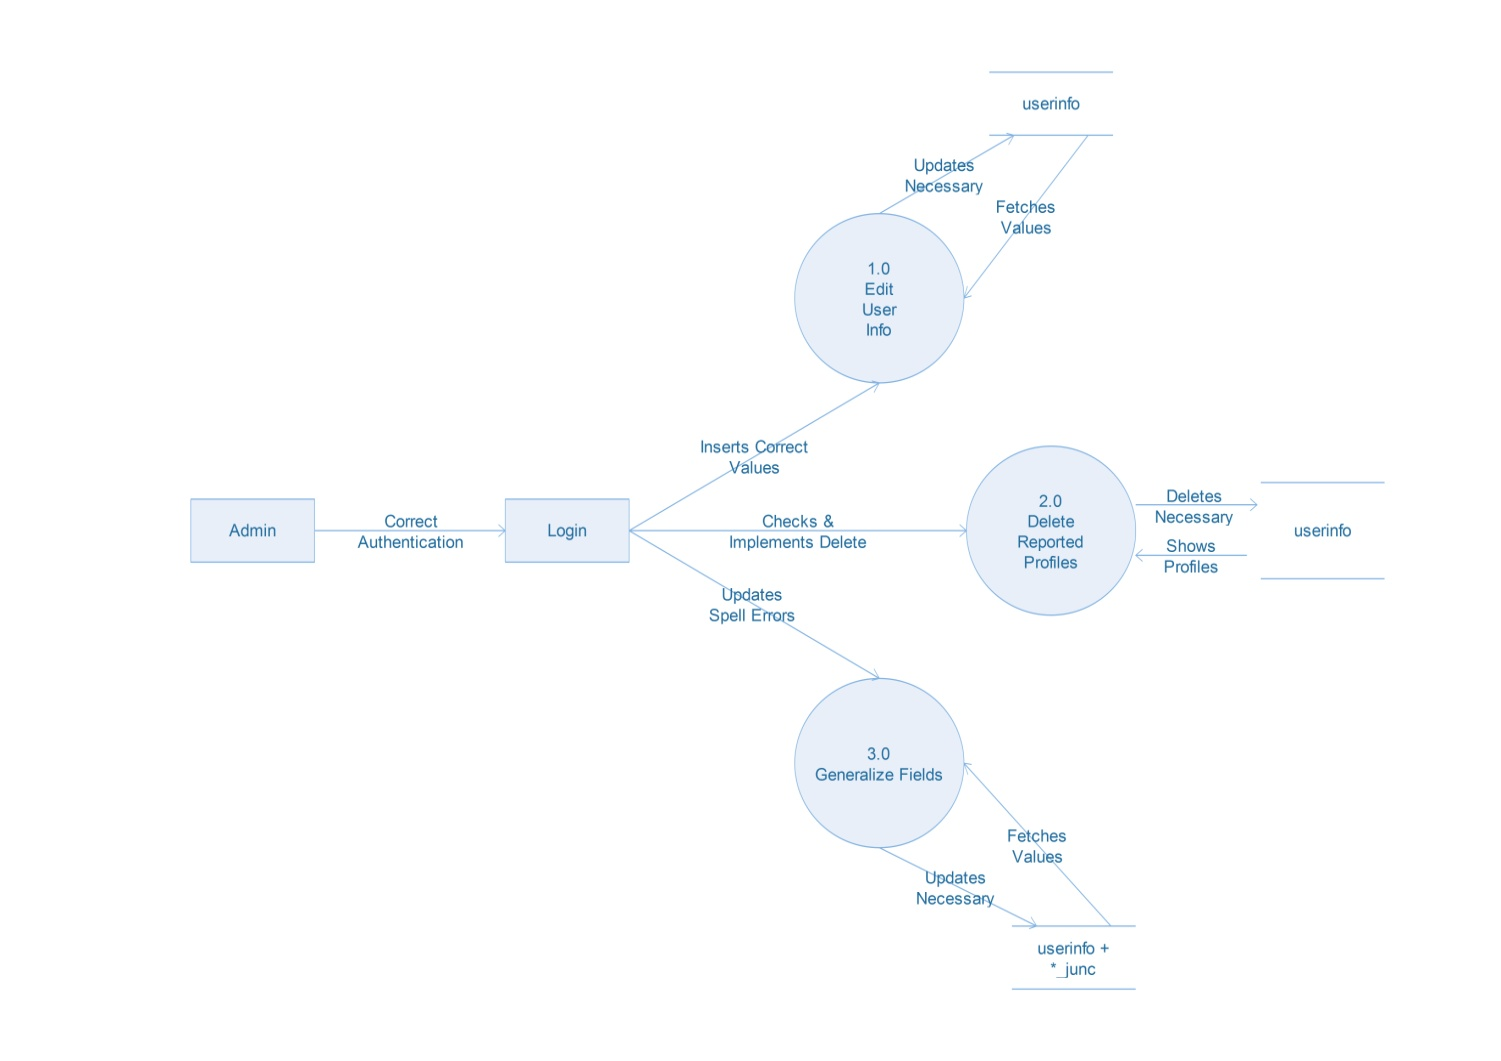 userinfo
Updates
Necessary
Fetches
Values
1.0
Edit
User
Info
Inserts Correct
Values
Admin
Correct
Authentication
Login
Checks &
Implements Delete
2.0
Delete
Reported
Profiles
Deletes
Necessary
Shows
Profiles
userinfo
Updates
Spell Errors
3.0
Generalize Fields
Fetches
Values
Updates
Necessary
userinfo +
*_junc